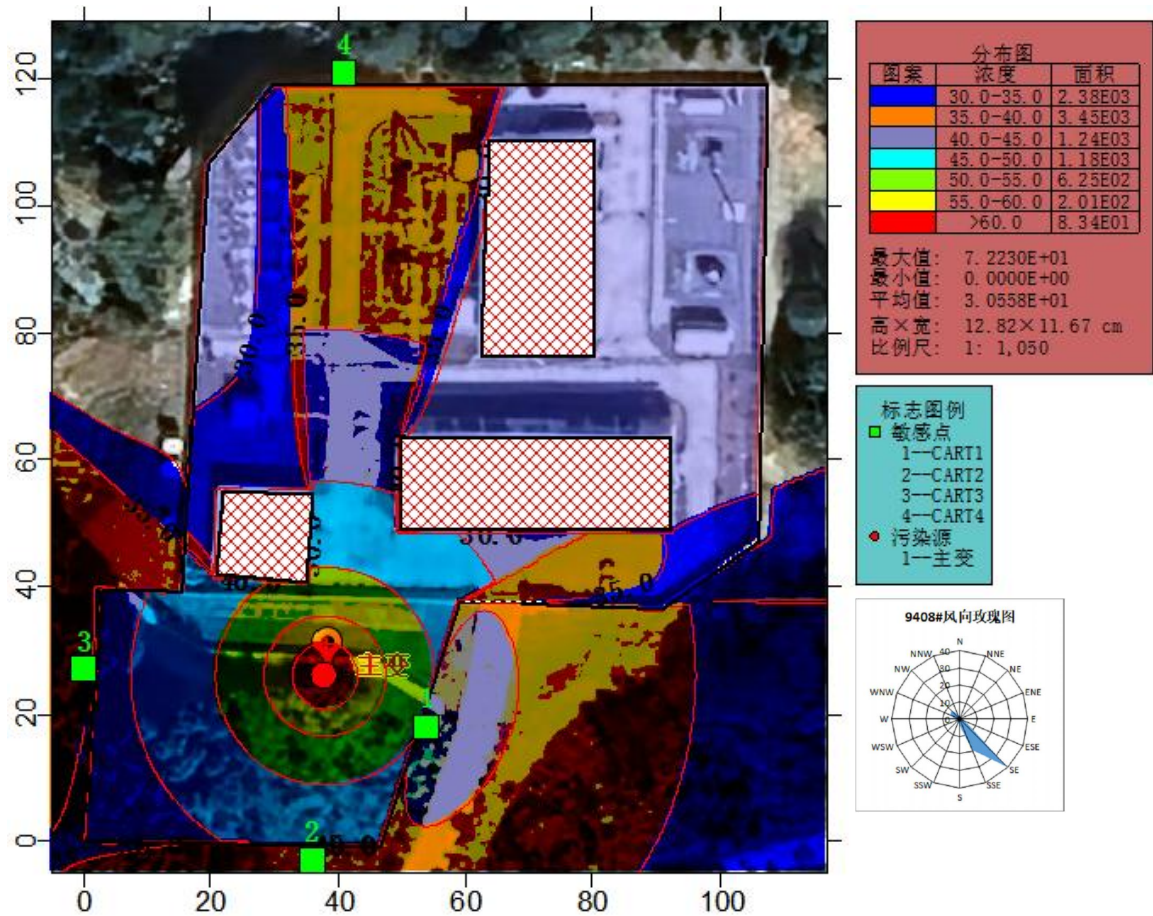 分布图
图案 浓度 面积
30.0-35.0 2.38E03
35.0-40.0 3.45E03
40.0-45.0 1.24E03
45.0-50.0 1.18E03
50.0-55.0 6.25E02
55.0-60.0 2.01E02
>60.0 8.34E01
最大值: 7.2230E+01
最小值: 0.0000E+00
平均值: 3.0558E+01
高×宽: 12.82×11.67 cm
比例尺: 1: 1,050
标志图例
敏感点
1--CART1
2--CART2
3--CART3
4--CART4
污染源
1--主变
9408#风向玫瑰图
N
NNW NNE
NW NE
WNW ENE
W E
WSW ESE
SW SE
SSW SSE
S
40
30
20
10
0
4
120
100
30.0
35.0
80
60
35.0
30.0
35.0
40
3
主变
20
1
0
2
0 20 40 60 80 100